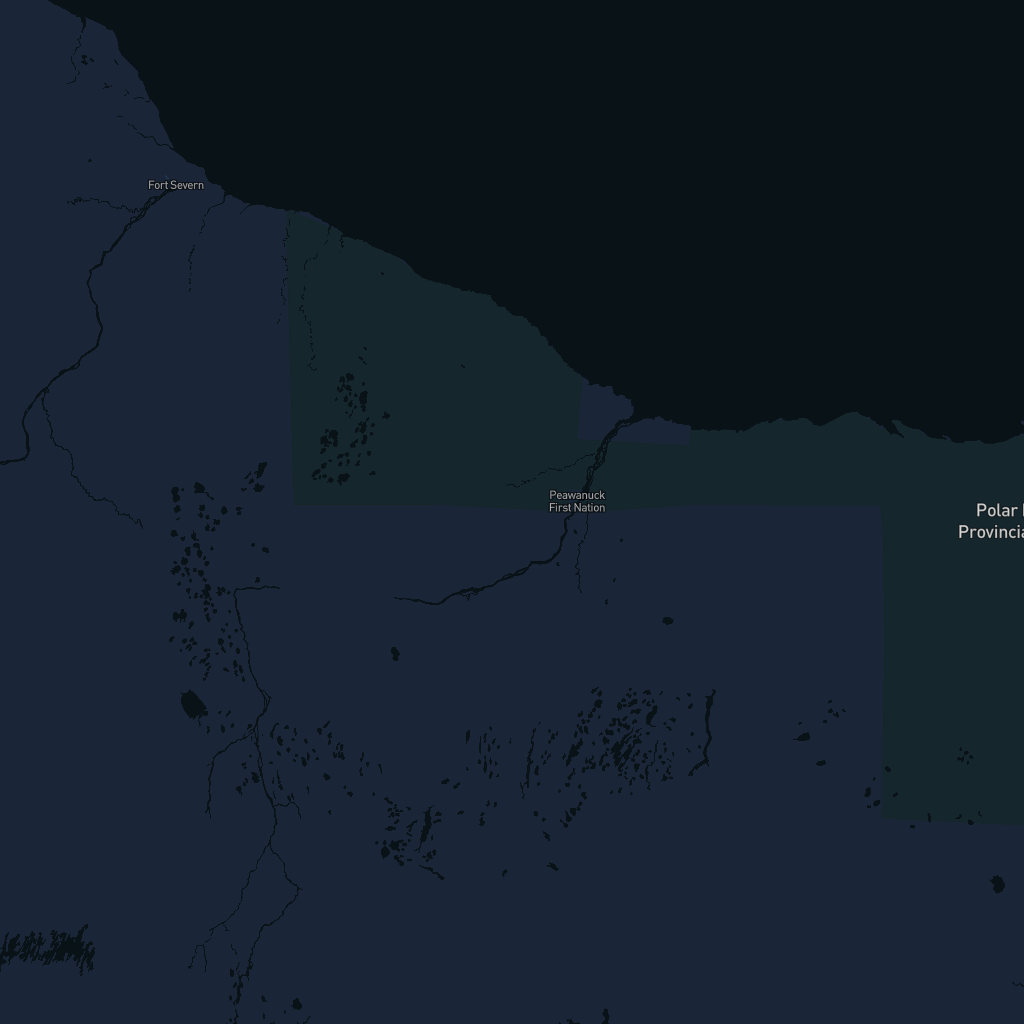 Fort Severn
Peawanuck
First Nation
Polar
Provincia